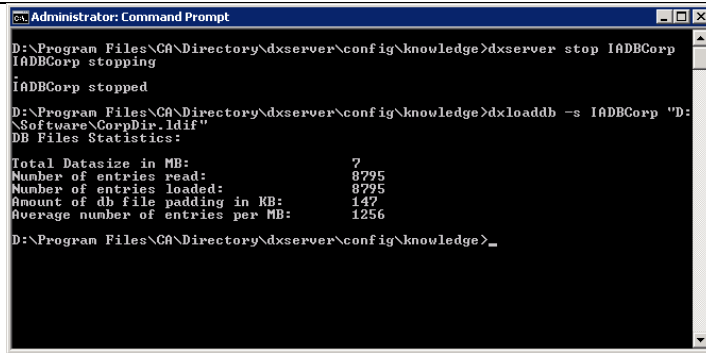 Administrator: Command Prompt
D:\Program Files\CA\Directory\dxserver\config\knowledge>dxserver stop IADBCorp
IADBCorp stopping
.
IADBCorp stopped
D:\Program Files\CA\Directory\dxserver\config\knowledge>dxloaddb -s IADBCorp "D:
\Software\CorpDir.ldif"
DB Files Statistics:
Total Datasize in MB: 7
Number of entries read: 8795
Number of entries loaded: 8795
Amount of db file padding in KB: 147
Average number of entries per MB: 1256
D:\Program Files\CA\Directory\dxserver\config\knowledge>_